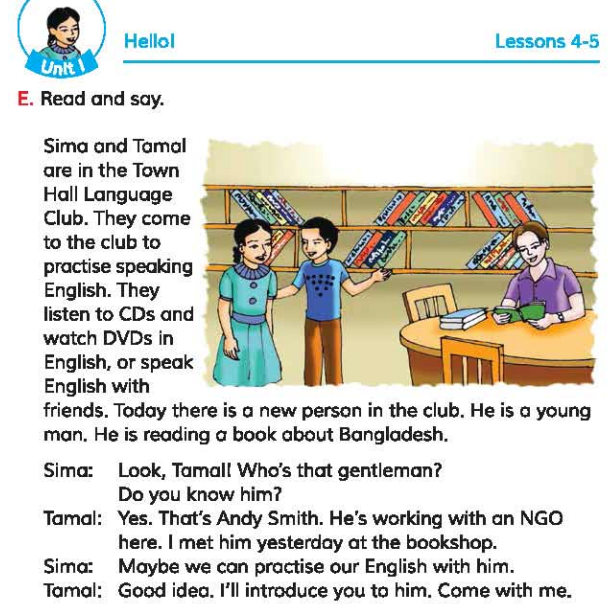 Unit 1
Hello!
Lessons 4-5
E. Read and say.
Sima and Tamal
are in the Town
Hall Language
Club. They come
to the club to
practise speaking
English. They
listen to CDs and
watch DVDs in
English, or speak
English with
friends. Today there is a new person in the club. He is a young
man. He is reading a book about Bangladesh.
Sima: Look, Tamal! Who's that gentleman?
Do you know him?
Tamal: Yes. That's Andy Smith. He's working with an NGO
here. I met him yesterday at the bookshop.
Sima: Maybe we can practise our English with him.
Tamal: Good idea. I'll introduce you to him. Come with me.